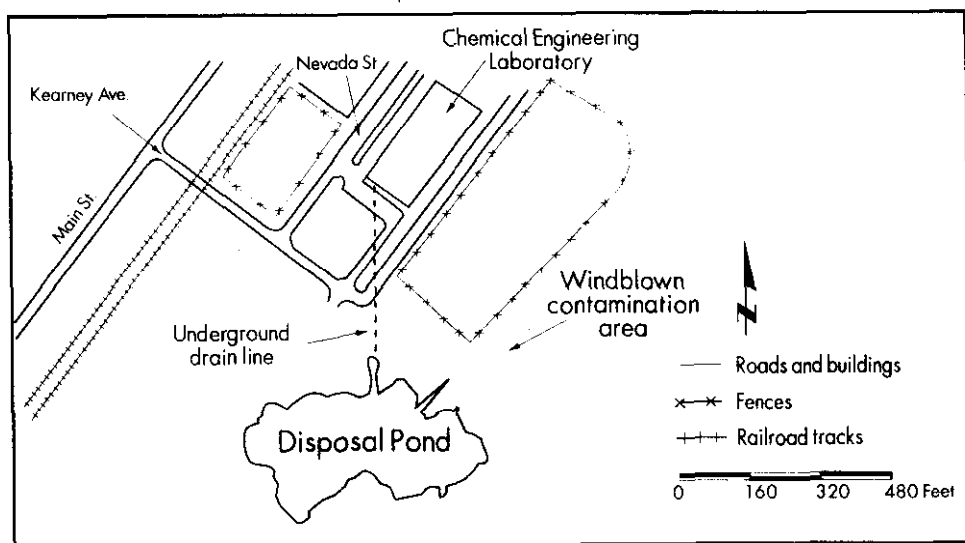 Chemical Engineering
Laboratory
Nevada St
Kearney Ave.
Main St.
Windblown
contamination
area
Underground
drain line
Disposal Pond
N
Roads and buildings
Fences
Railroad tracks
0 160 320 480 Feet